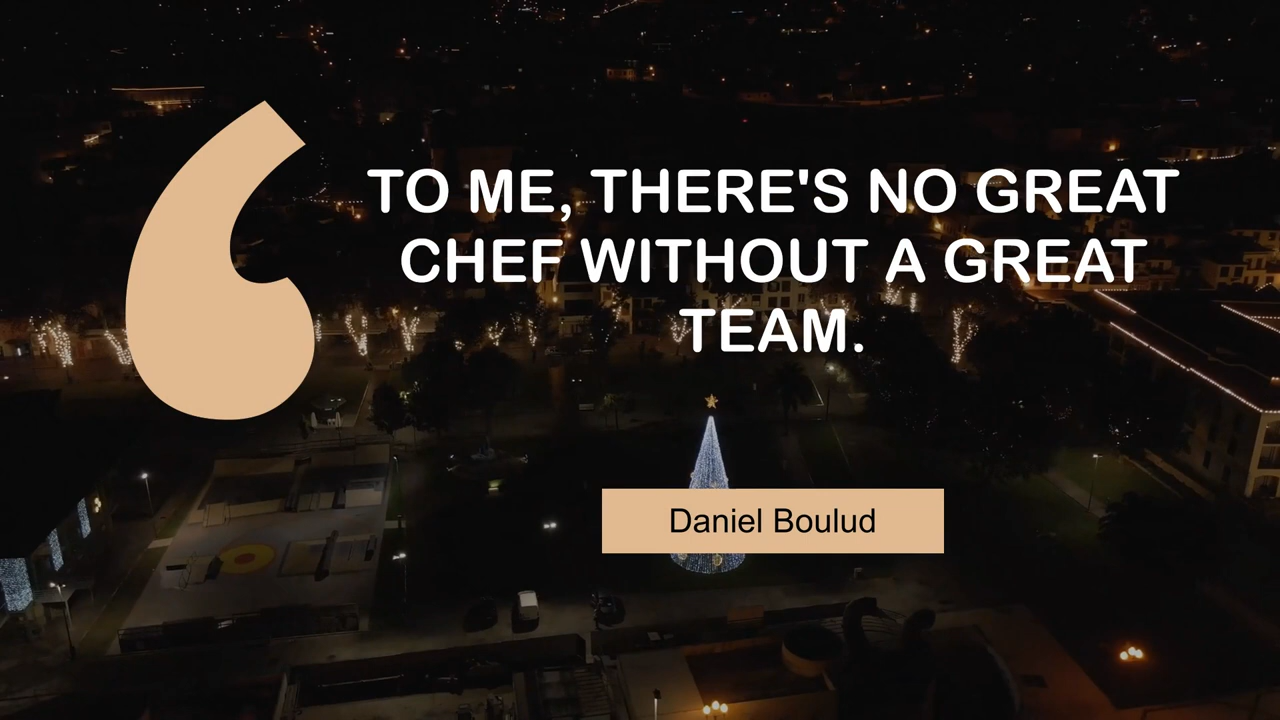 TO ME, THERE'S NO GREAT
CHEF WITHOUT A GREAT
TEAM.
Daniel Boulud